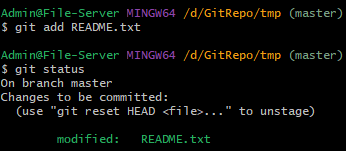 Admin@File-Server MINGW64 /d/GitRepo/tmp (master)
$ git add README.txt
Admin@File-Server MINGW64 /d/GitRepo/tmp (master)
$ git status
On branch master
Changes to be committed:
  (use "git reset HEAD <file>..." to unstage)
        modified:   README.txt